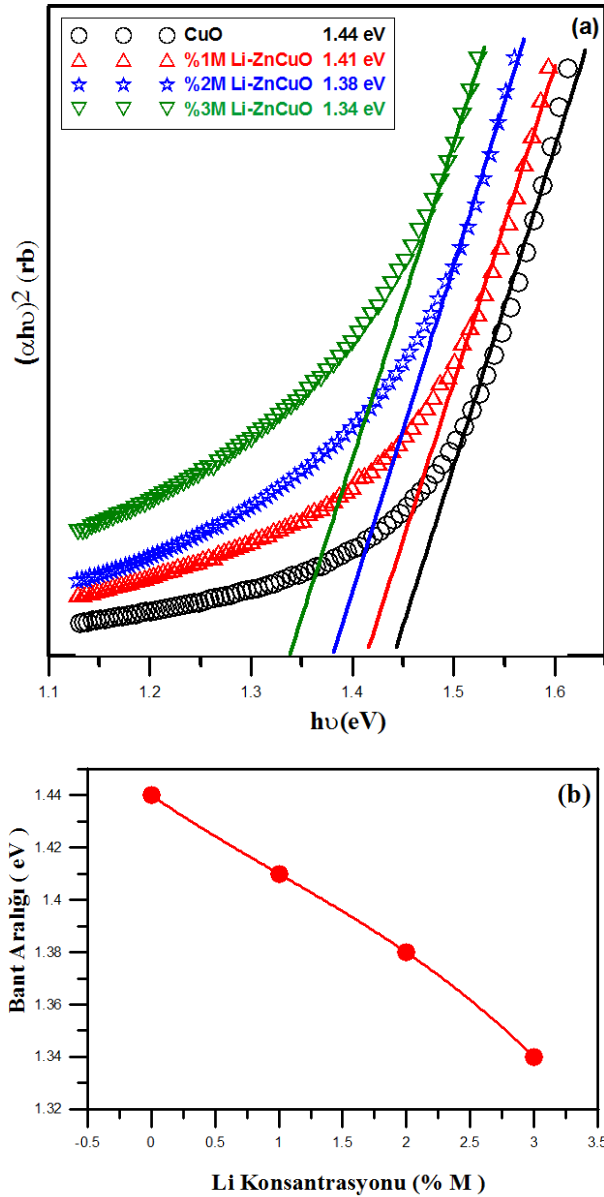 (a)
CuO 1.44 eV
%1M Li-ZnCuO 1.41 eV
%2M Li-ZnCuO 1.38 eV
%3M Li-ZnCuO 1.34 eV
(αhυ)2 (rb)
1.1 1.2 1.3 1.4 1.5 1.6
hυ(eV)
(b)
Bant Aralığı ( eV )
1.44
1.42
1.4
1.38
1.36
1.34
1.32
-0.5 0 0.5 1 1.5 2 2.5 3 3.5
Li Konsantrasyonu (% M )